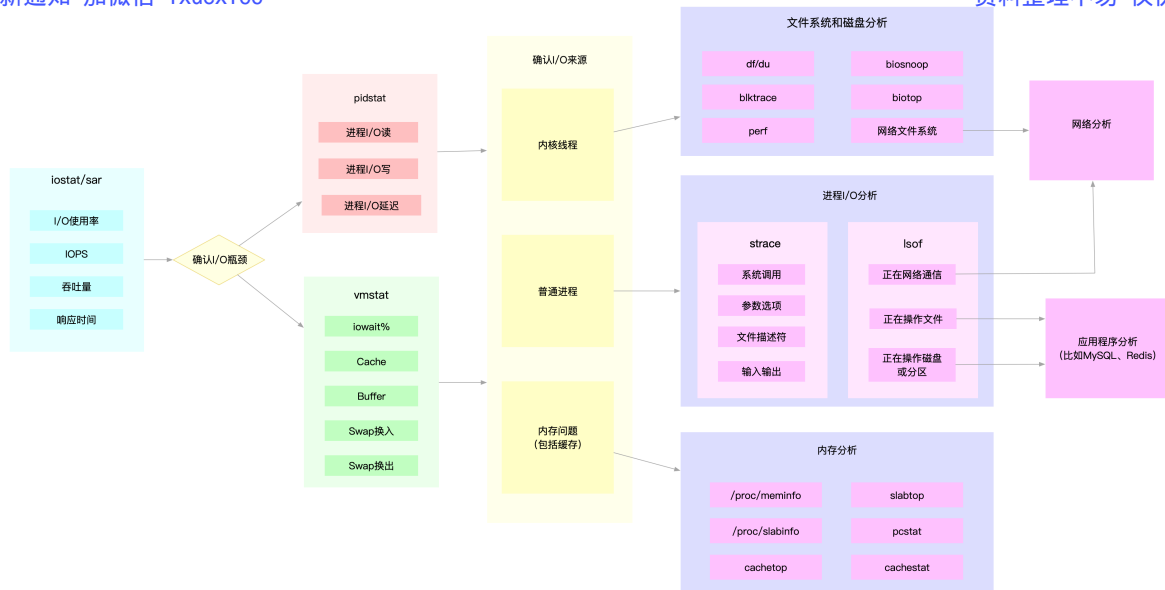 iostat/sar
I/O使用率
IOPS
吞吐量
响应时间
确认I/O瓶颈
pidstat
进程I/O读
进程I/O写
进程I/O延迟
vmstat
iowait%
Cache
Buffer
Swap换入
Swap换出
确认I/O来源
内核线程
普通进程
内存问题
（包括缓存）
文件系统和磁盘分析
df/du
biosnoop
blktrace
biotop
perf
网络文件系统
进程I/O分析
strace
系统调用
参数选项
文件描述符
输入输出
lsof
正在网络通信
正在操作文件
正在操作磁盘
或分区
内存分析
/proc/meminfo
slabtop
/proc/slabinfo
pcstat
cachetop
cachestat
网络分析
应用程序分析
（比如MySQL、Redis）